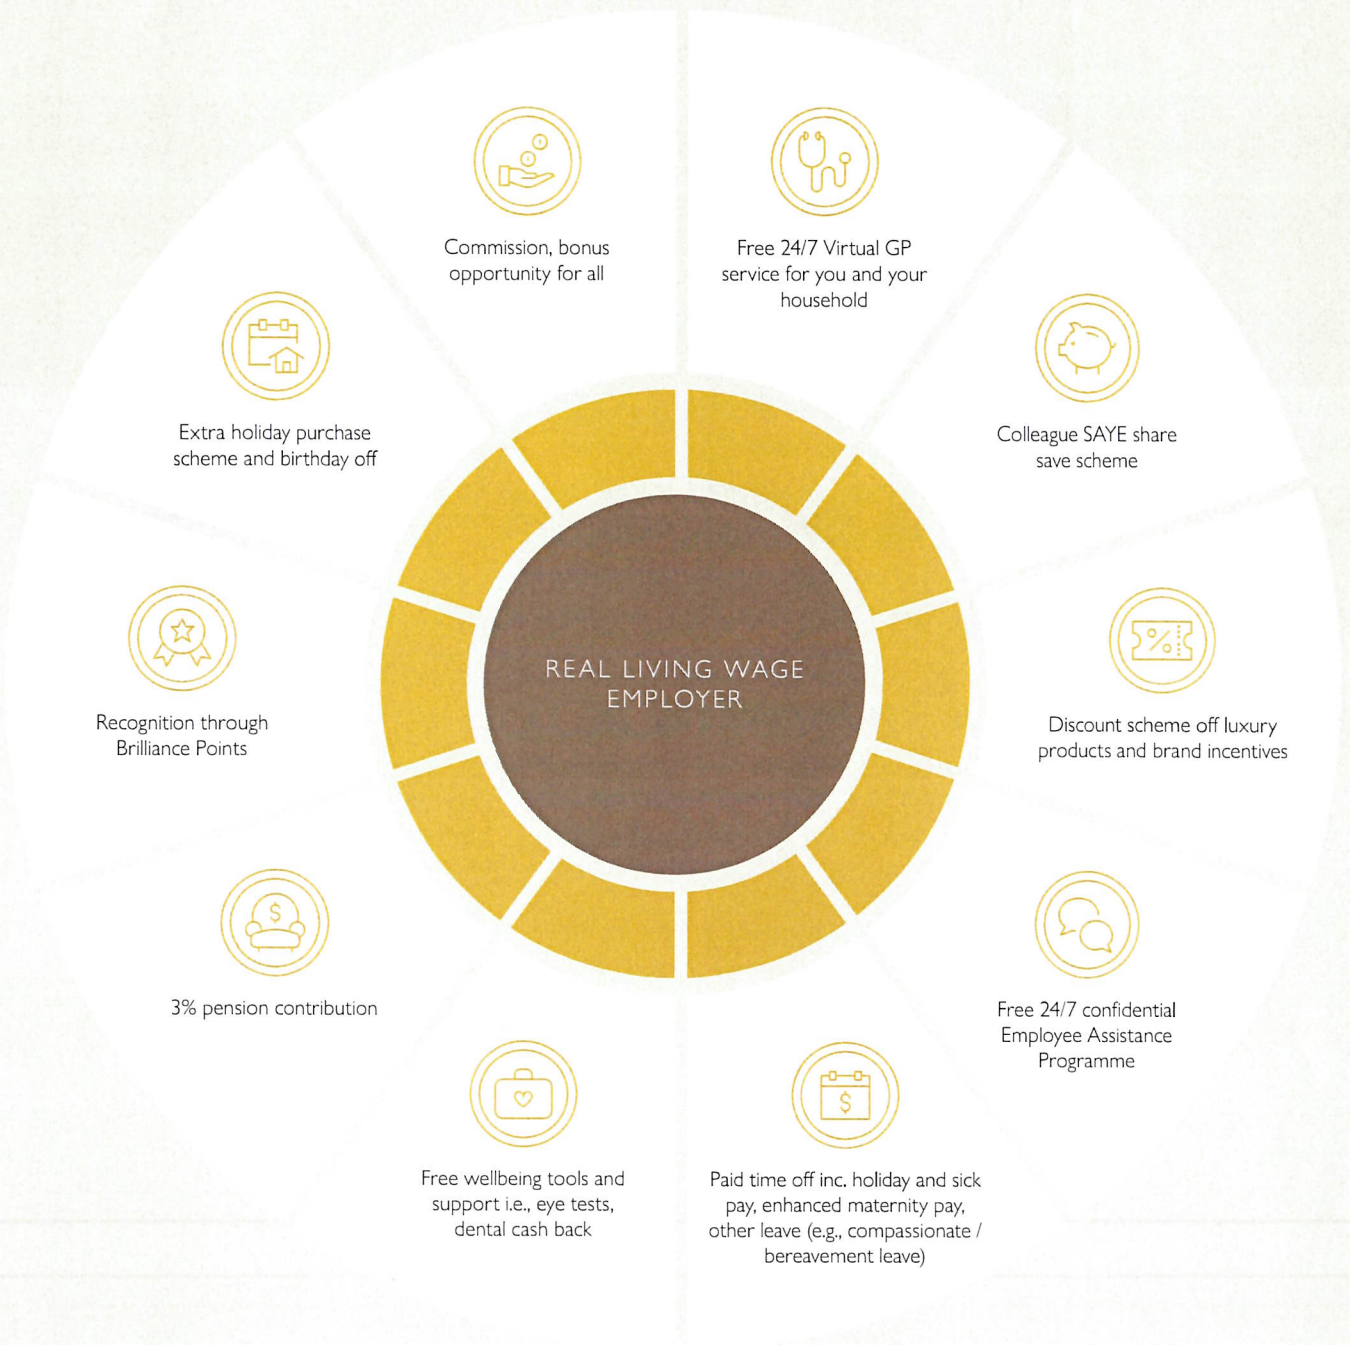 Commission, bonus
opportunity for all
Free 24/7 Virtual GP
service for you and your
household
Extra holiday purchase
scheme and birthday off
Colleague SAYE share
save scheme
REAL LIVING WAGE
EMPLOYER
Recognition through
Brilliance Points
Discount scheme off luxury
products and brand incentives
3% pension contribution
Free 24/7 confidential
Employee Assistance
Programme
Free wellbeing tools and
support i.e., eye tests,
dental cash back
Paid time off inc. holiday and sick
pay, enhanced maternity pay,
other leave (e.g., compassionate /
bereavement leave)